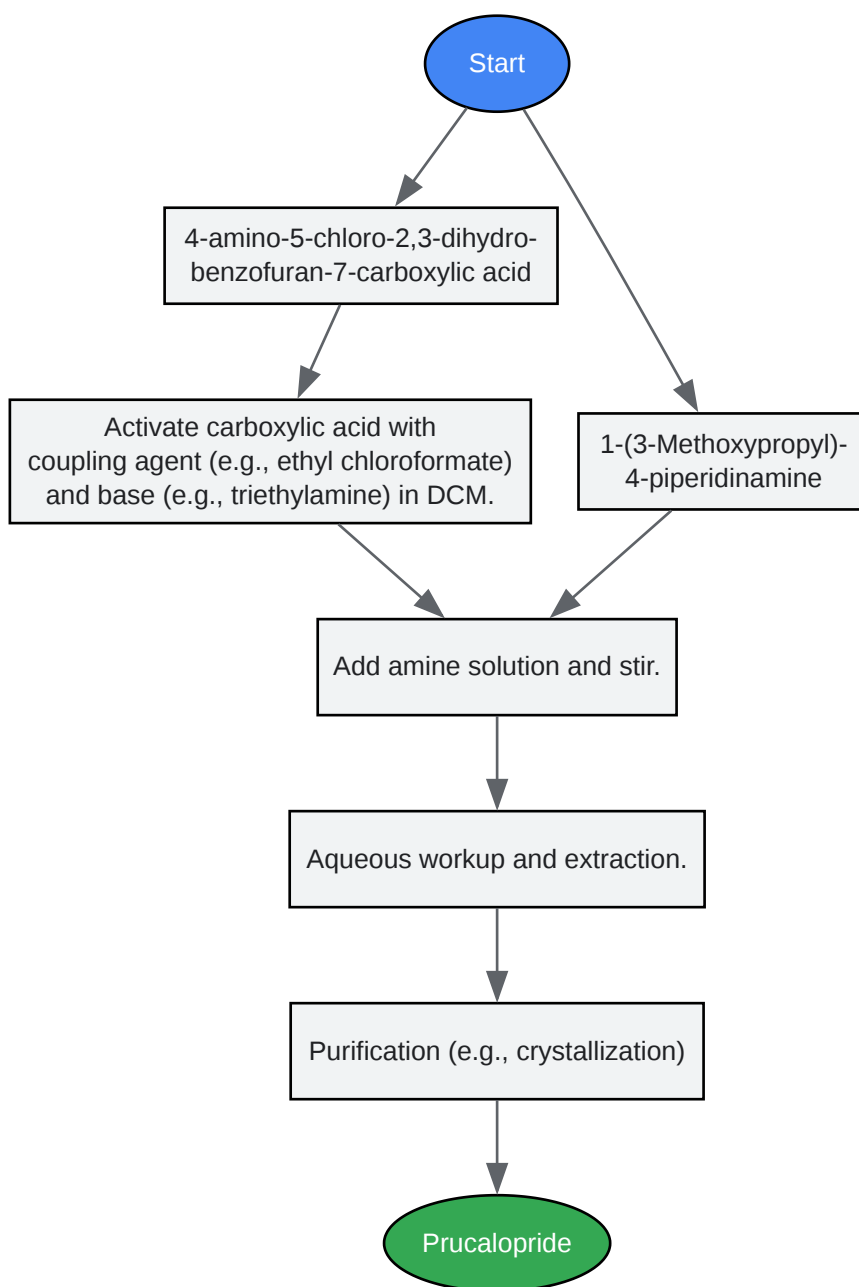 Start
4-amino-5-chloro-2,3-dihydro-
benzofuran-7-carboxylic acid
Activate carboxylic acid with
coupling agent (e.g., ethyl chloroformate)
and base (e.g., triethylamine) in DCM.
1-(3-Methoxypropyl)-
4-piperidinamine
Add amine solution and stir.
Aqueous workup and extraction.
Purification (e.g., crystallization)
Prucalopride